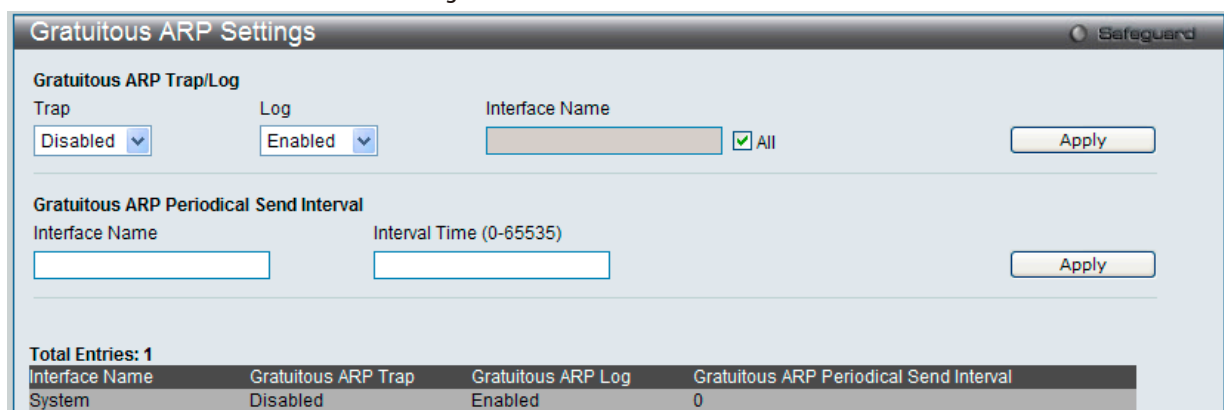 Gratuitous ARP Settings
Safeguard
Gratuitous ARP Trap/Log
Trap Log Interface Name
Disabled Enabled All Apply
Gratuitous ARP Periodical Send Interval
Interface Name Interval Time (0-65535)
Apply
Total Entries: 1
Interface Name Gratuitous ARP Trap Gratuitous ARP Log Gratuitous ARP Periodical Send Interval
System Disabled Enabled 0